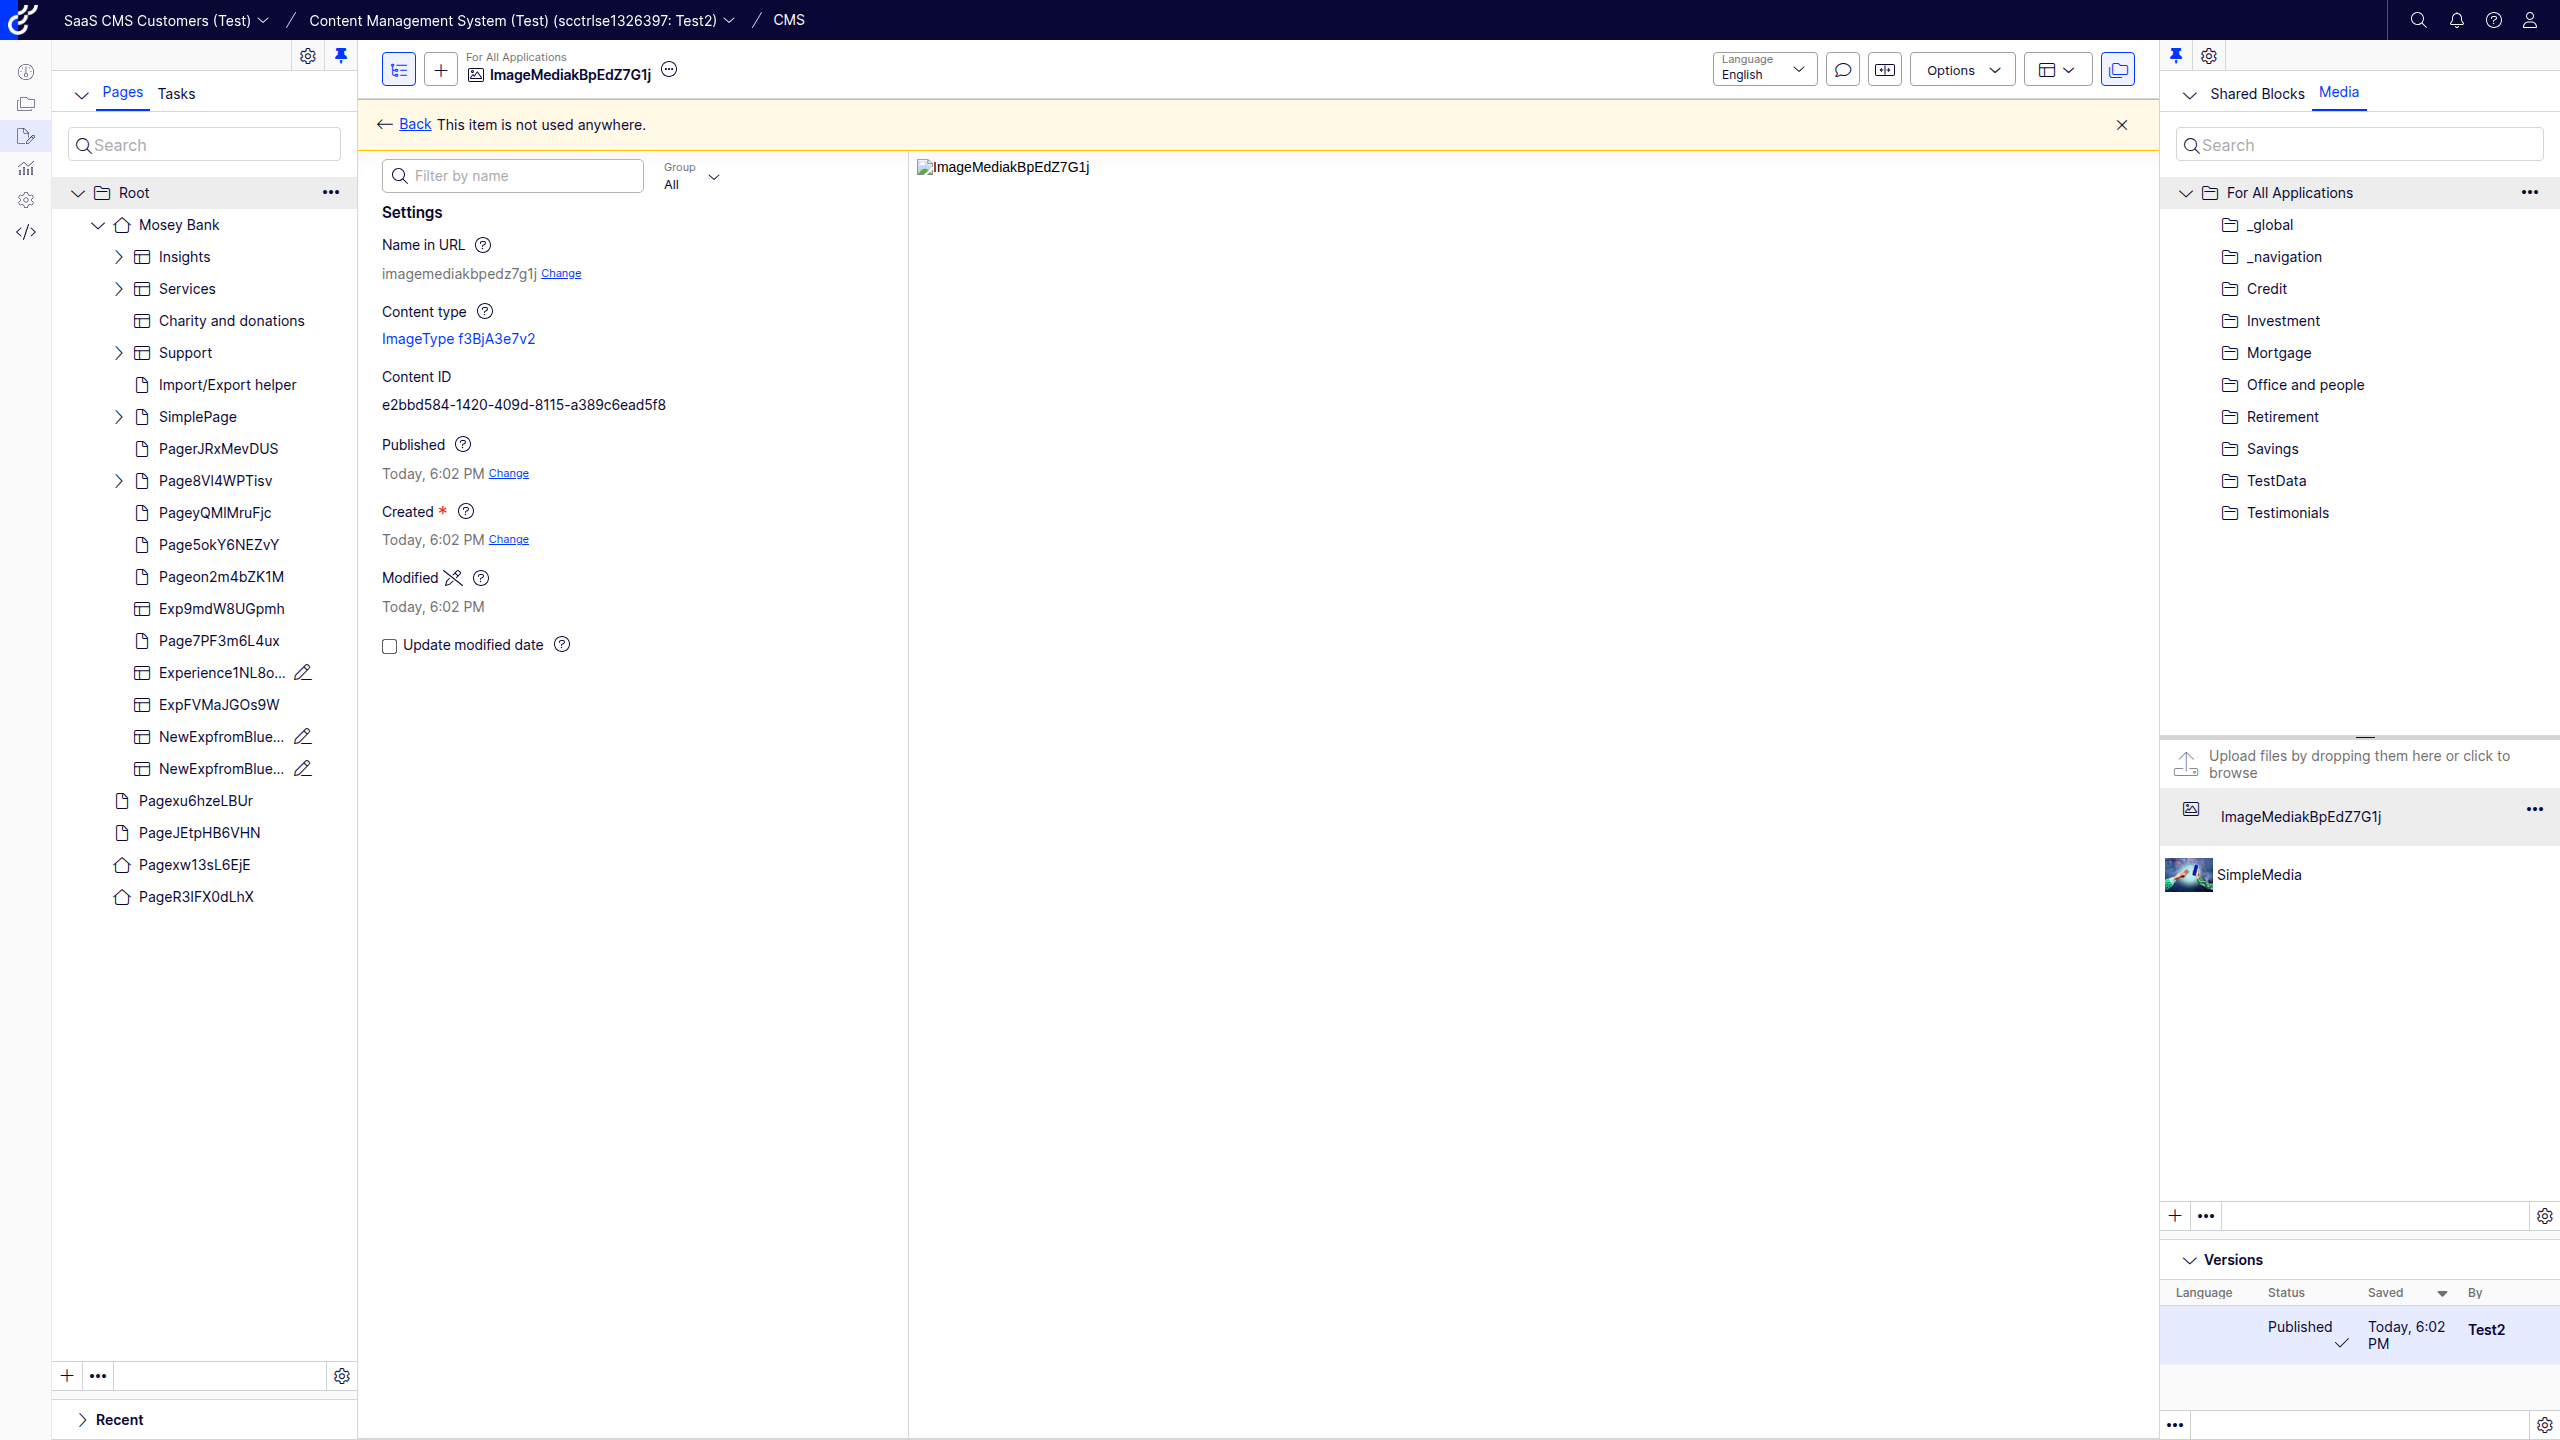 SaaS CMS Customers (Test) / Content Management System (Test) (scctrlse1326397: Test2) / CMS
Pages Tasks
Search
Root
Mosey Bank
Insights
Services
Charity and donations
Support
Import/Export helper
SimplePage
PagerJRxMevDUS
Page8VI4WPTisv
PageyQMlMruFjc
Page5okY6NEZvY
Pageon2m4bZK1M
Exp9mdW8UGpmh
Page7PF3m6L4ux
Experience1NL8o...
ExpFVMaJGOs9W
NewExpfromBlue...
NewExpfromBlue...
Pagexu6hzeLBUr
PageJEtpHB6VHN
Pagexw13sL6EjE
PageR3IFX0dLhX
Recent
For All Applications
ImageMediakBpEdZ7G1j
Language
English
Options
Back This item is not used anywhere.
Filter by name
Group
All
Settings
Name in URL
imagemediakbpedz7g1j Change
Content type
ImageType f3BjA3e7v2
Content ID
e2bbd584-1420-409d-8115-a389c6ead5f8
Published
Today, 6:02 PM Change
Created *
Today, 6:02 PM Change
Modified
Today, 6:02 PM
Update modified date
ImageMediakBpEdZ7G1j
Shared Blocks Media
Search
For All Applications
_global
_navigation
Credit
Investment
Mortgage
Office and people
Retirement
Savings
TestData
Testimonials
Upload files by dropping them here or click to
browse
ImageMediakBpEdZ7G1j
SimpleMedia
Versions
Language Status Saved By
Published Today, 6:02 PM Test2